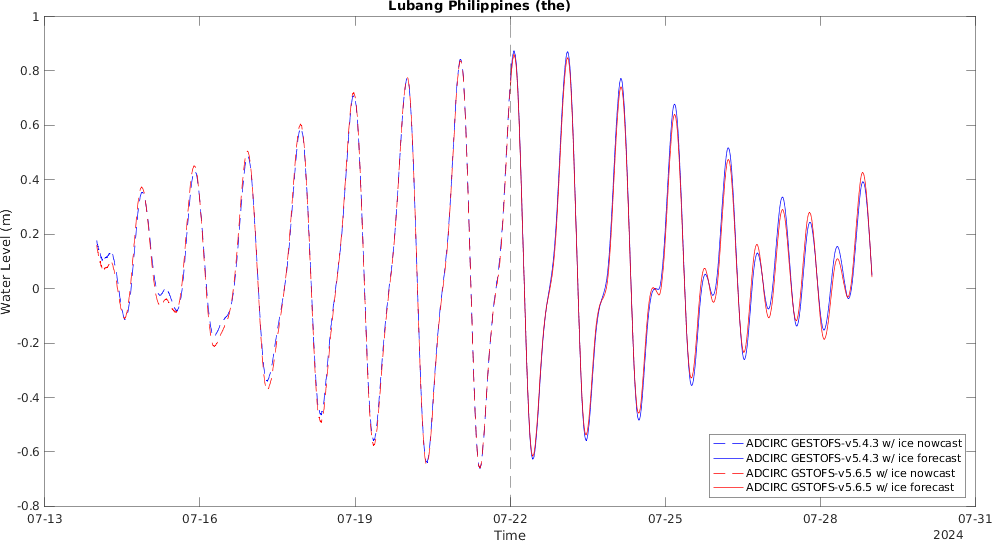 Lubang Philippines (the)
1
0.8
0.6
0.4
0.2
0
-0.2
-0.4
-0.6
-0.8
Water Level (m)
07-13
07-16
07-19
07-22
07-25
07-28
07-31
Time
2024
ADCIRC GESTOFS-v5.4.3 w/ ice nowcast
ADCIRC GESTOFS-v5.4.3 w/ ice forecast
ADCIRC GSTOFS-v5.6.5 w/ ice nowcast
ADCIRC GSTOFS-v5.6.5 w/ ice forecast